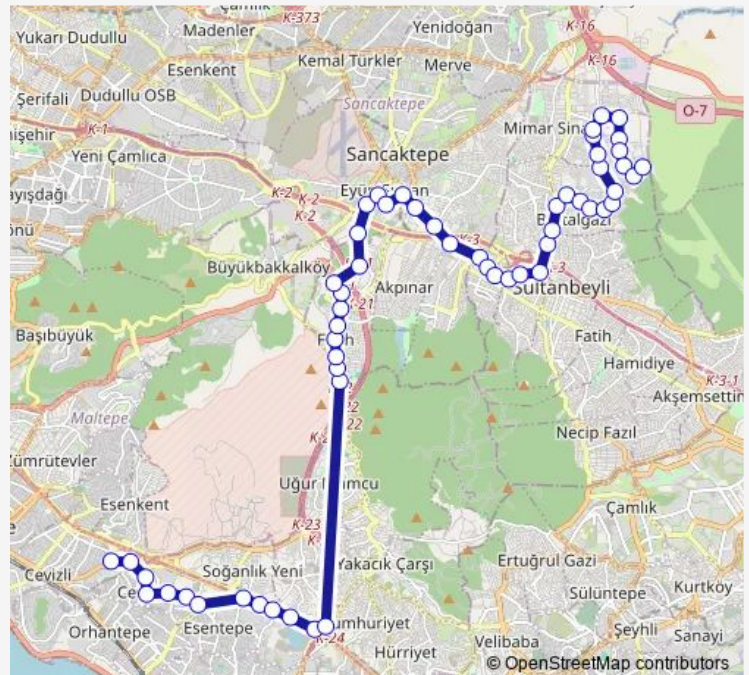 K-373
Madenler
K-16
Yukarı Dudullu
Yenidoğan
Kemal Türkler
Merve
K-16
Esenkent
Şerifali
Dudullu OSB
Sancaktepe
O-7
K-1
Mimar Sina
Yeni Çamlıca
Sancaktepe
K-2
K-2
K-2
K-3
Büyükbakkalköy
K-3
Akpınar
Sultanbeyli
K-21
Başıbüyük
Fatih
Hamidiye
Maltepe
K-3-1
Akşemsettin
22
22
Necip Fazıl
Zümrütevler
Esenkent
Uğur Mumcu
Çamlık
K-23
Cevizli
Soğanlık Yeni
Yakacık Çarşı
Ertuğrul Gazi
Kurtköy
Sülüntepe
Orhantepe
Esentepe
K-24
Şeyhli
Sanayi
Velibaba
Hürriyet
© OpenStreetMap contributors